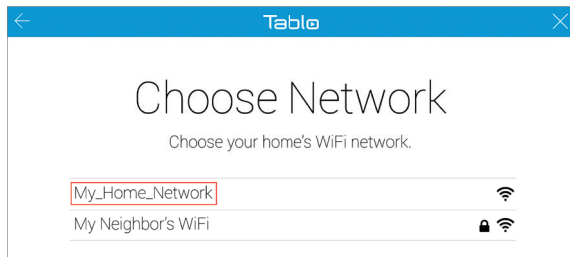 Tablo
Choose Network
Choose your home's WiFi network.
My_Home_Network
My Neighbor's WiFi